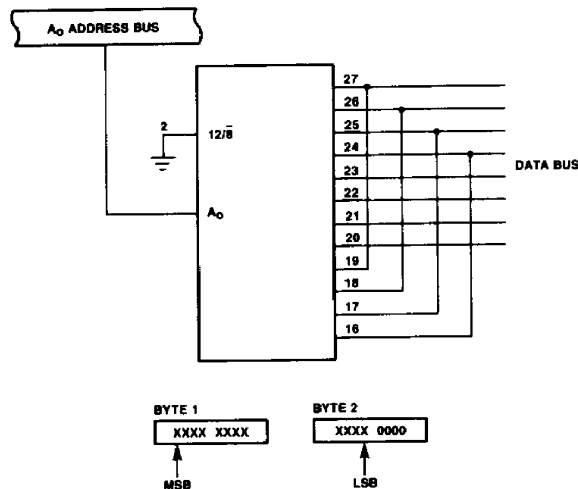 A₀ ADDRESS BUS
27
26
2
25
12/8̅
24
DATA BUS
23
22
A₀
21
20
19
18
17
16
BYTE 1
BYTE 2
XXXX XXXX
XXXX 0000
MSB
LSB